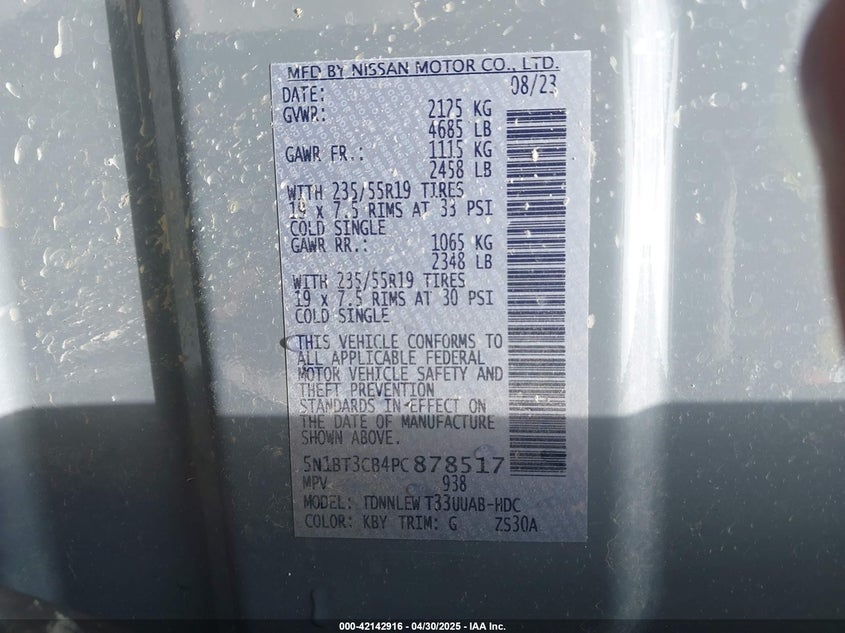 MFD BY NISSAN MOTOR CO., LTD.
DATE: 08/23
GVWR: 2125 KG
4685 LB
GAWR FR.: 1115 KG
2458 LB
WITH 235/55R19 TIRES
19 x 7.5 RIMS AT 33 PSI
COLD SINGLE
GAWR RR.: 1065 KG
2348 LB
WITH 235/55R19 TIRES
19 x 7.5 RIMS AT 30 PSI
COLD SINGLE
THIS VEHICLE CONFORMS TO
ALL APPLICABLE FEDERAL
MOTOR VEHICLE SAFETY AND
THEFT PREVENTION
STANDARDS IN EFFECT ON
THE DATE OF MANUFACTURE
SHOWN ABOVE.
5N1BT3CB4PC878517
MPV 938
MODEL: TDNNLEW T33UUAB-HDC
COLOR: KBY TRIM: G ZS30A
000-42142916 - 04/30/2025 - IAA Inc.